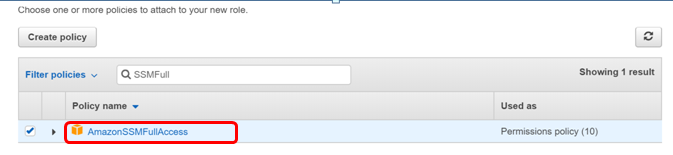 Choose one or more policies to attach to your new role.
Create policy
Filter policies
SSMFull
Showing 1 result
Policy name
Used as
AmazonSSMFullAccess
Permissions policy (10)